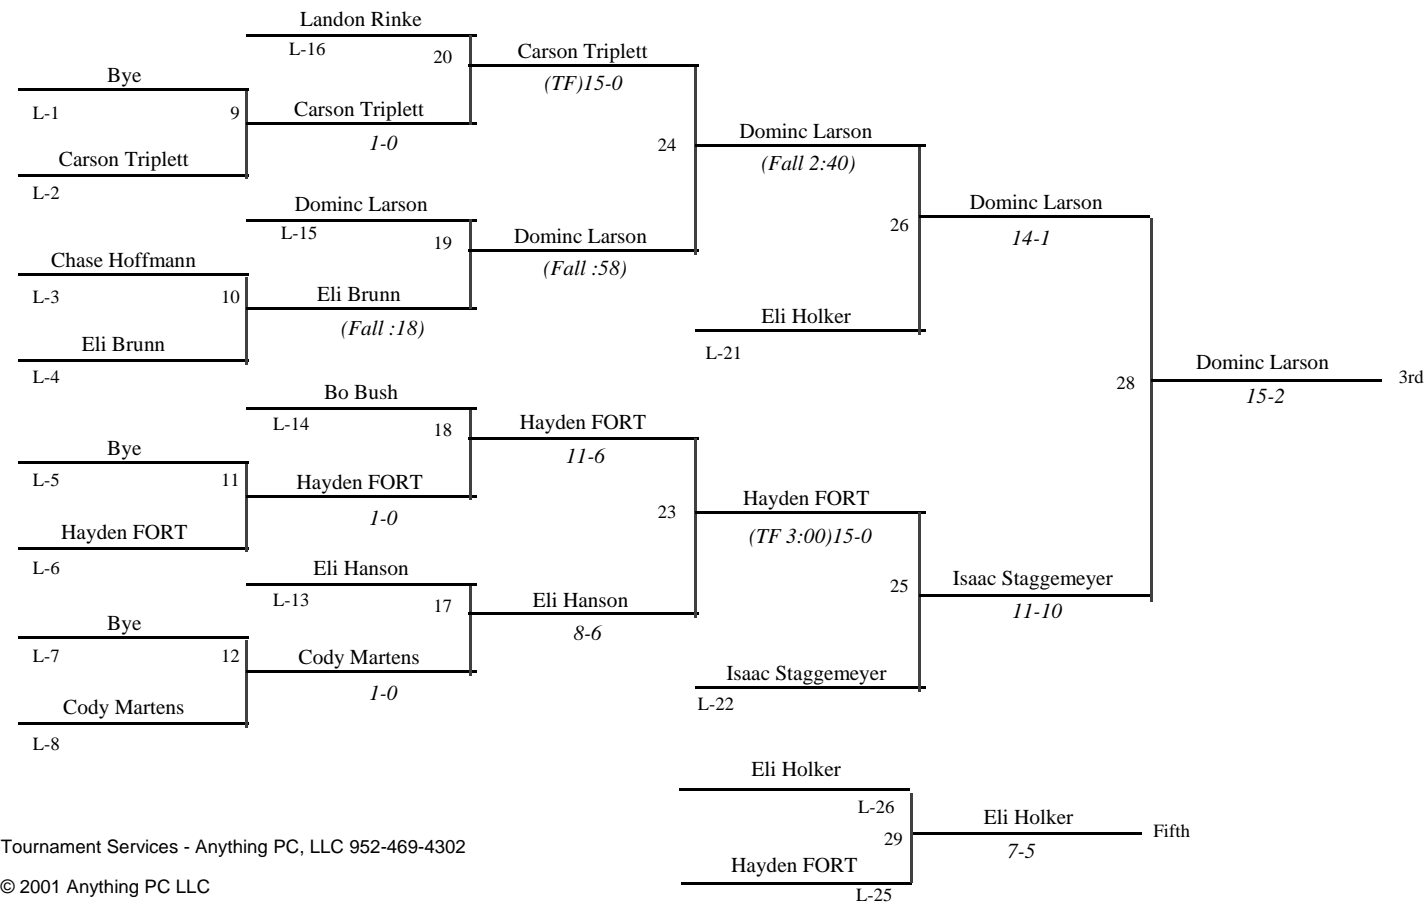 Landon Rinke
L-16
20
Carson Triplett
(TF)15-0
Bye
L-1
9
Carson Triplett
1-0
Carson Triplett
L-2
24
Dominc Larson
(Fall 2:40)
Dominc Larson
L-15
19
Dominc Larson
(Fall :58)
26
Dominc Larson
14-1
Chase Hoffmann
L-3
10
Eli Brunn
(Fall :18)
Eli Brunn
L-4
Eli Holker
L-21
28
Dominc Larson
15-2
3rd
Bo Bush
L-14
18
Hayden FORT
11-6
Bye
L-5
11
Hayden FORT
1-0
Hayden FORT
L-6
23
Hayden FORT
(TF 3:00)15-0
Eli Hanson
L-13
17
Eli Hanson
8-6
25
Isaac Staggemeyer
11-10
Bye
L-7
12
Cody Martens
1-0
Cody Martens
L-8
Isaac Staggemeyer
L-22
Eli Holker
L-26
29
Eli Holker
7-5
Fifth
Hayden FORT
L-25
Tournament Services - Anything PC, LLC 952-469-4302
© 2001 Anything PC LLC